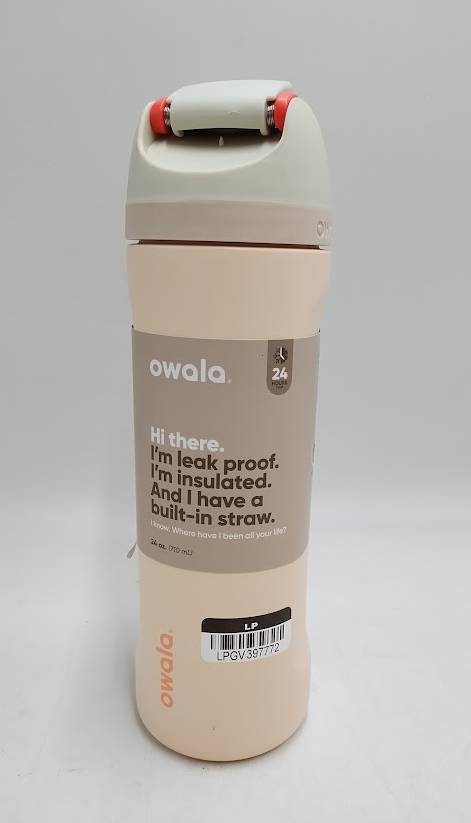 owala
24
HOURS
Hi there.
I'm leak proof.
I'm insulated.
And I have a
built-in straw.
I know. Where have I been all your life?
24 oz. (710 mL)
LP
LPGV397772
owala